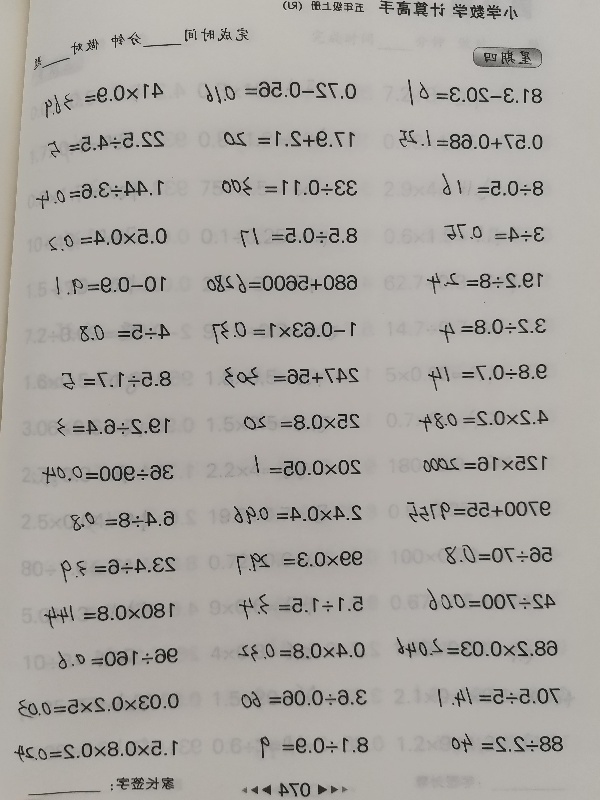 小学数学 计算高手 五年级上册 (RJ)
星期四 完成时间____分钟 做对____题
81.3−20.3=61 0.72−0.56=0.16 41×0.9=36.9
0.57+0.68=1.25 17.9+2.1=20 22.5÷4.5=5
8÷0.5=16 33÷0.11=300 1.44÷3.6=0.4
3÷4=0.75 8.5÷0.5=17 0.5×0.4=0.2
19.2÷8=2.4 680+5600=6280 10−0.9=9.1
3.2÷0.8=4 1−0.63×1=0.37 4÷5=0.8
9.8÷0.7=14 247+56=303 8.5÷1.7=5
4.2×0.2=0.84 25×0.8=20 19.2÷6.4=3
125×16=2000 20×0.05=1 36÷900=0.04
9700+55=9755 2.4×0.4=0.96 6.4÷8=0.8
56÷70=0.8 99×0.3=29.7 23.4÷6=3.9
42÷700=0.06 5.1÷1.5=3.4 180×0.8=144
68.2×0.03=2.046 0.4×0.8=0.32 96÷160=0.6
70.5÷5=14.1 3.6÷0.06=60 0.03×0.2×5=0.03
88÷2.2=40 8.1÷0.9=9 1.5×0.8×0.2=0.24
074 家长签字：________